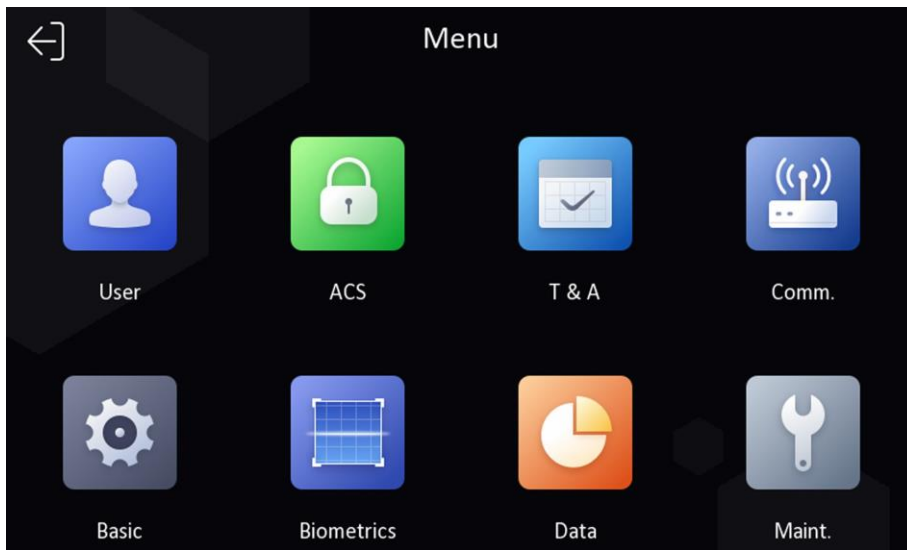 Menu
User
ACS
T & A
Comm.
Basic
Biometrics
Data
Maint.